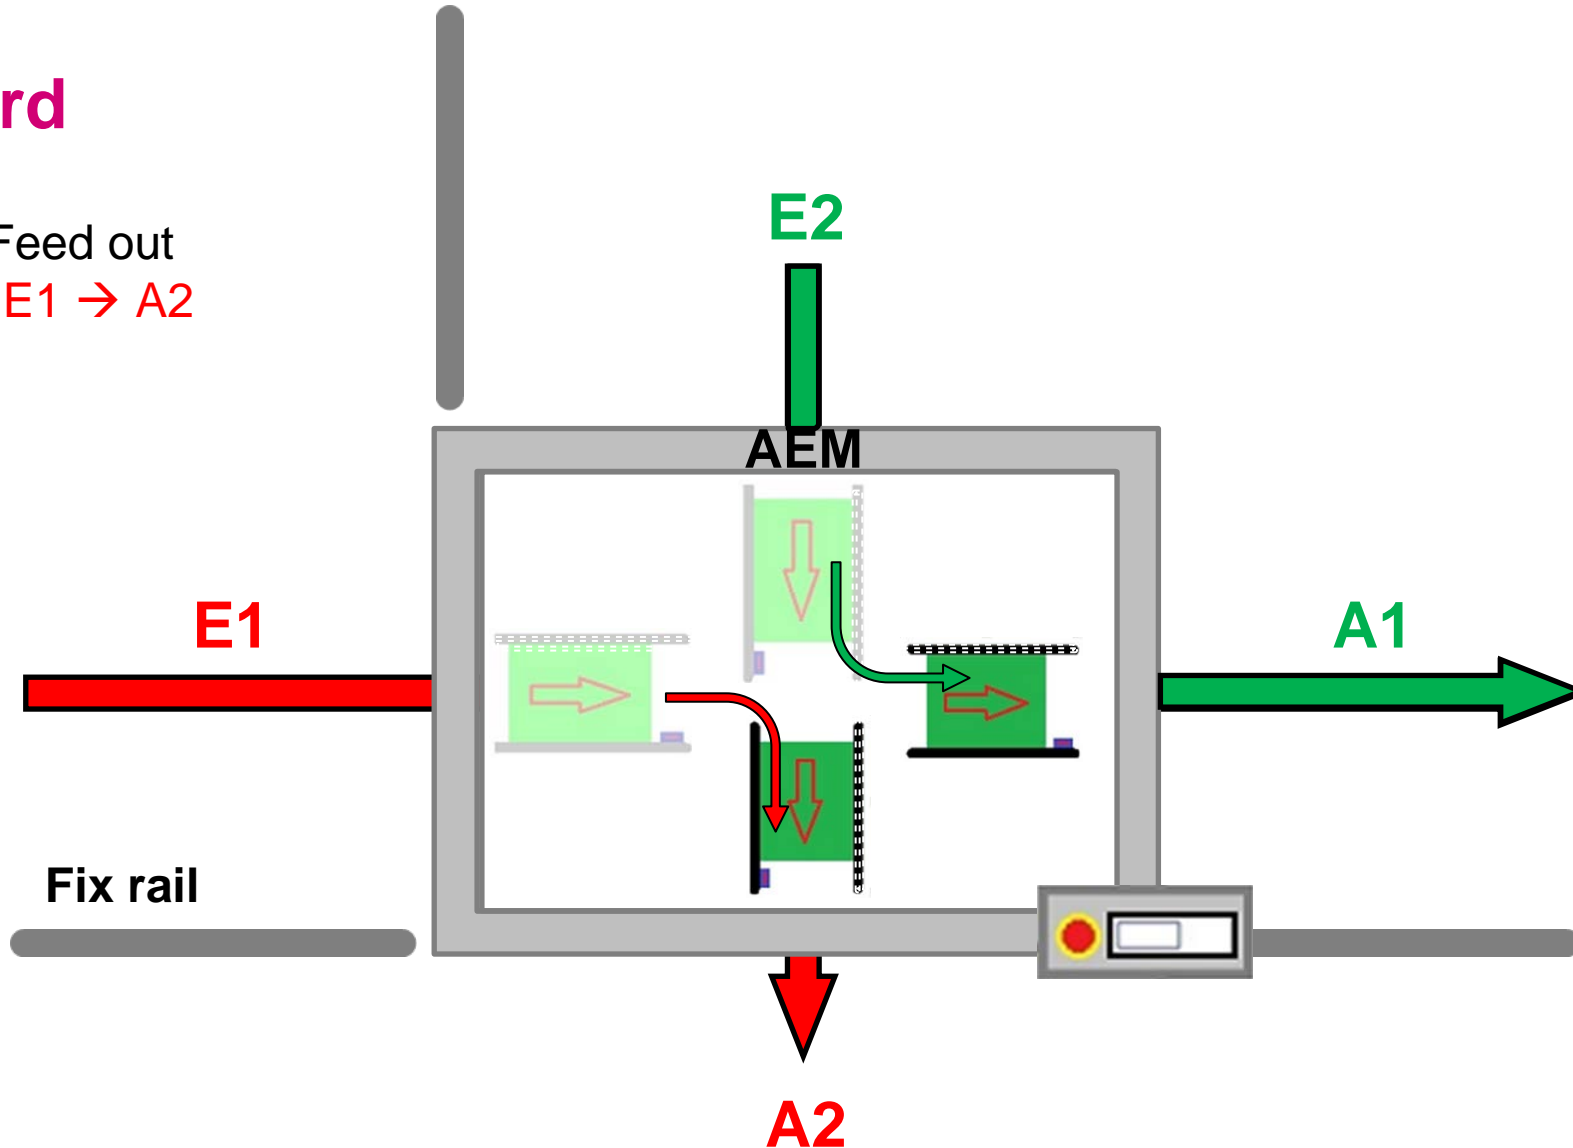 rd
Feed out
E1 → A2
E2
AEM
E1
A1
Fix rail
A2